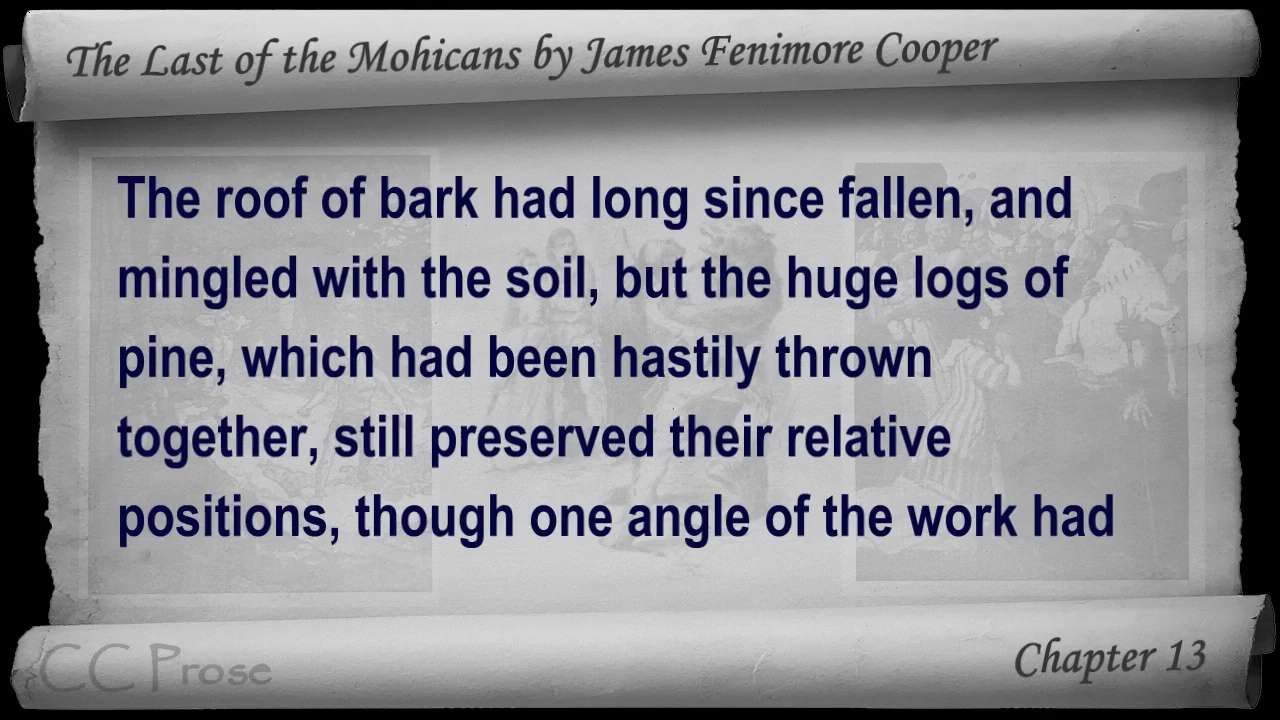 The Last of the Mohicans by James Fenimore Cooper
The roof of bark had long since fallen, and
mingled with the soil, but the huge logs of
pine, which had been hastily thrown
together, still preserved their relative
positions, though one angle of the work had
CC Prose
Chapter 13